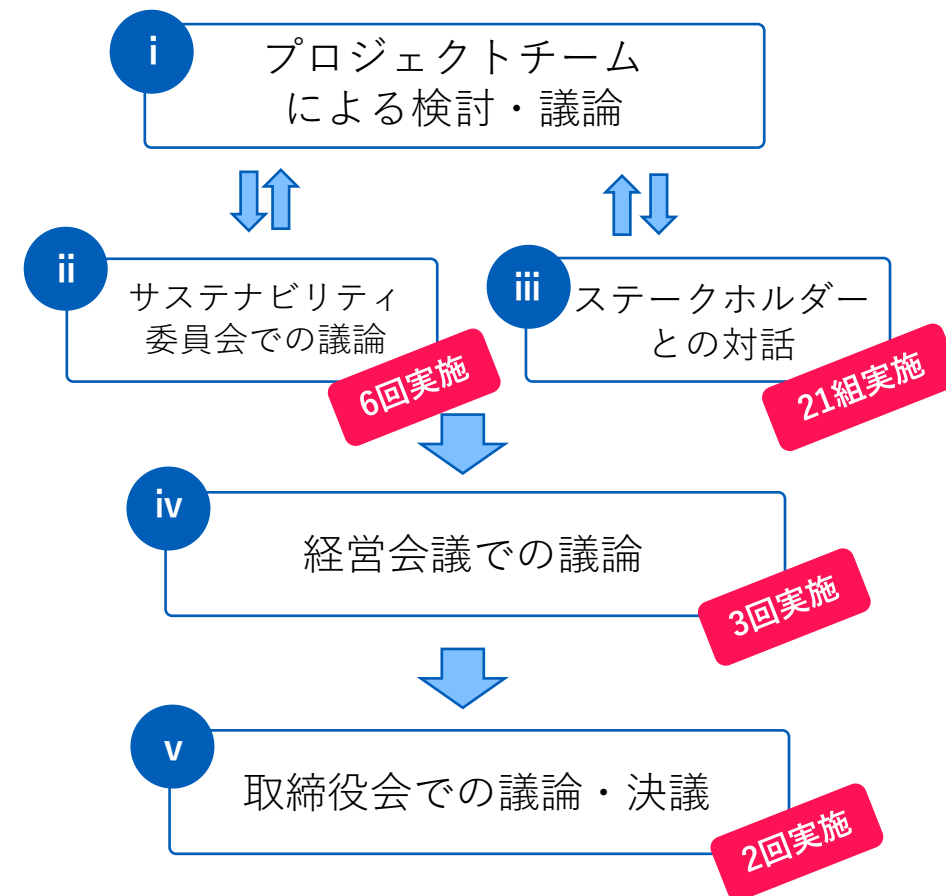 i
プロジェクトチーム
による検討・議論
ii
サステナビリティ
委員会での議論
6回実施
iii
ステークホルダー
との対話
21組実施
iv
経営会議での議論
3回実施
v
取締役会での議論・決議
2回実施